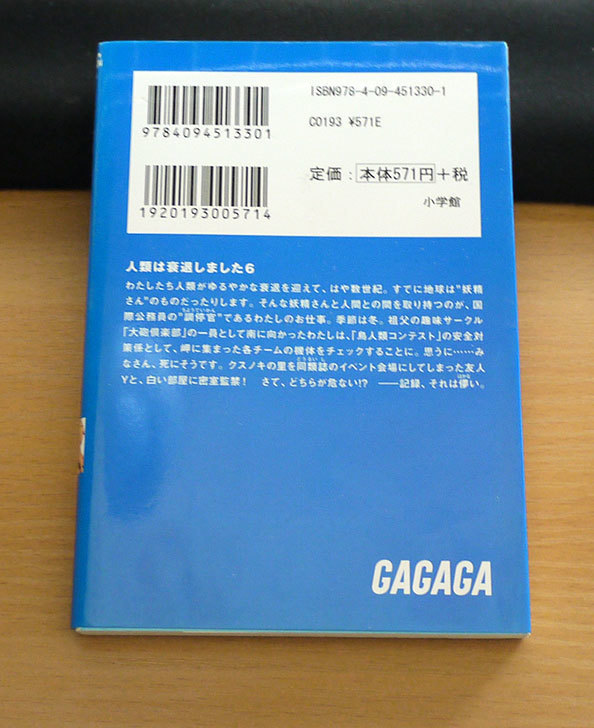 ISBN978-4-09-451330-1
9784094513301
C0193 ¥571E
1920193005714
定価：本体571円+税
小学館
人類は衰退しました6
わたしたち人類がゆるやかな衰退を迎えて、はや数世紀。すでに地球は"妖精
さん"のものだったりします。そんな妖精さんと人間との間を取り持つのが、国
際公務員の"調停官"であるわたしのお仕事。季節は冬。祖父の趣味サークル
「大砲倶楽部」の一員として南に向かったわたしは、「鳥人類コンテスト」の安全対
策係として、岬に集まった各チームの機体をチェックすることに。思うに……み
なさん、死にそうです。クスノキの里を同類誌のイベント会場にしてしまった友人
Yと、白い部屋に密室監禁！　さて、どちらが危ない!?　——記録、それは儚い。
GAGAGA